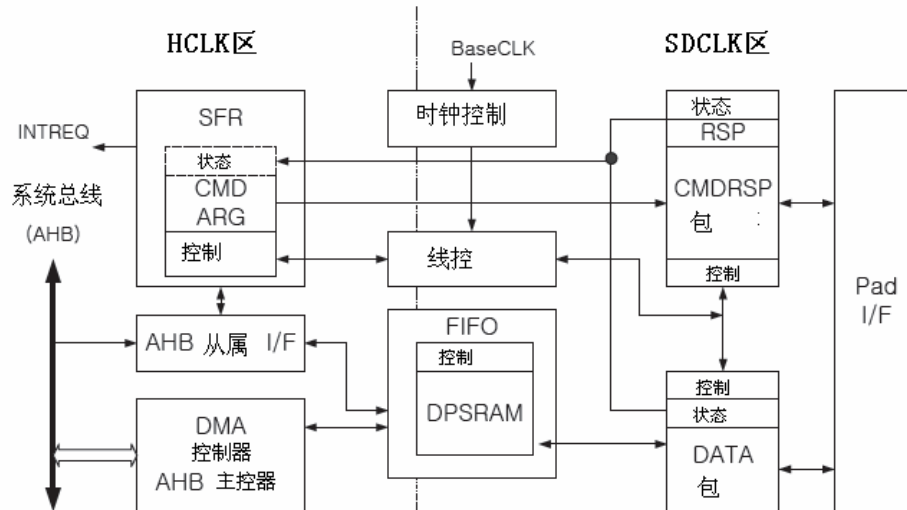 HCLK区
BaseCLK
SDCLK区
INTREQ
系统总线
(AHB)
SFR
状态
CMD
ARG
控制
AHB 从属 I/F
DMA
控制器
AHB 主控器
时钟控制
线控
FIFO
控制
DPSRAM
状态
RSP
CMDRSP
包 :
控制
控制
状态
DATA
包
Pad
I/F